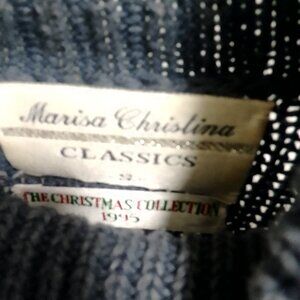 Marisa Christina
CLASSICS
S
THE CHRISTMAS COLLECTION
1995